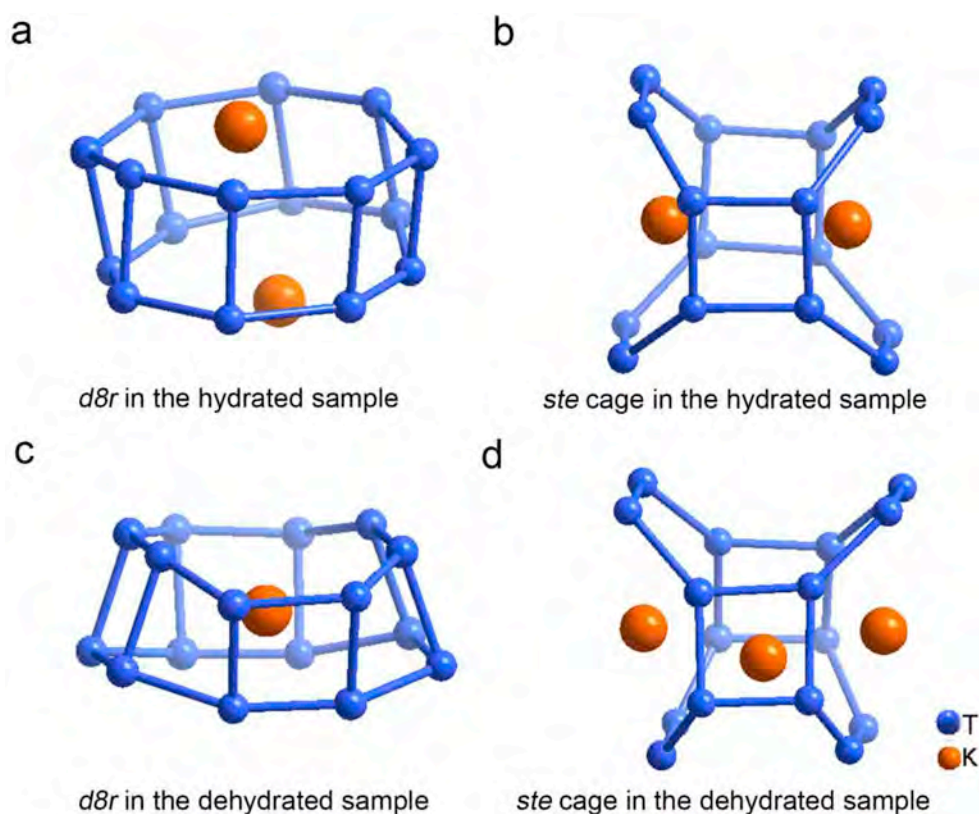 a
b
d8r in the hydrated sample
ste cage in the hydrated sample
c
d
T
K
d8r in the dehydrated sample
ste cage in the dehydrated sample